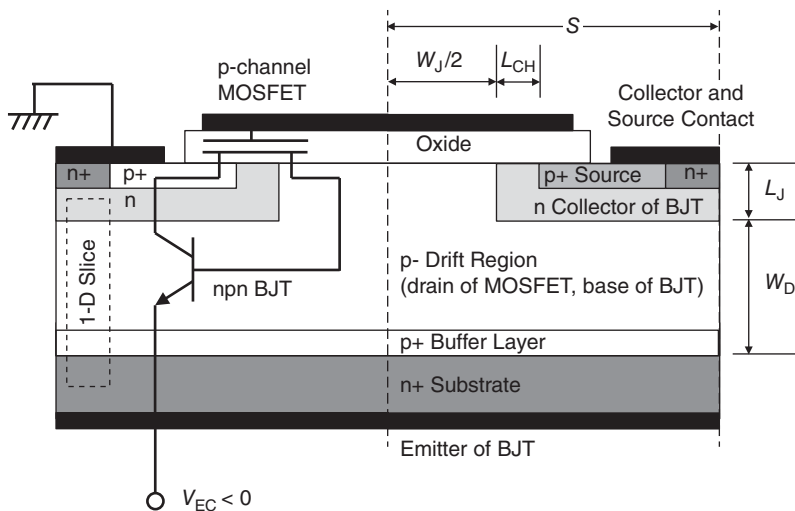 S
W_J/2
L_CH
p-channel
MOSFET
Collector and
Source Contact
Oxide
n+
p+
n
p+ Source
n+
n Collector of BJT
L_J
1-D Slice
npn BJT
p- Drift Region
(drain of MOSFET, base of BJT)
W_D
p+ Buffer Layer
n+ Substrate
Emitter of BJT
V_EC < 0